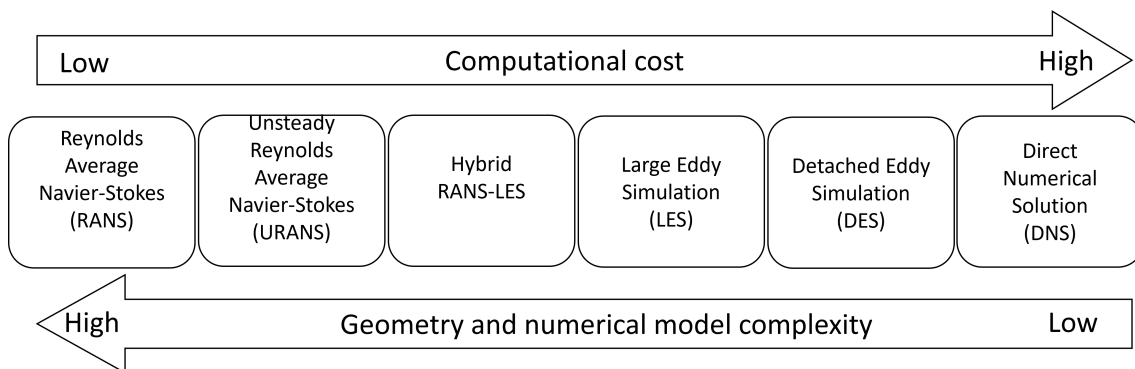 Low
Computational cost
High
Reynolds
Average
Navier-Stokes
(RANS)
Unsteady
Reynolds
Average
Navier-Stokes
(URANS)
Hybrid
RANS-LES
Large Eddy
Simulation
(LES)
Detached Eddy
Simulation
(DES)
Direct
Numerical
Solution
(DNS)
High
Geometry and numerical model complexity
Low